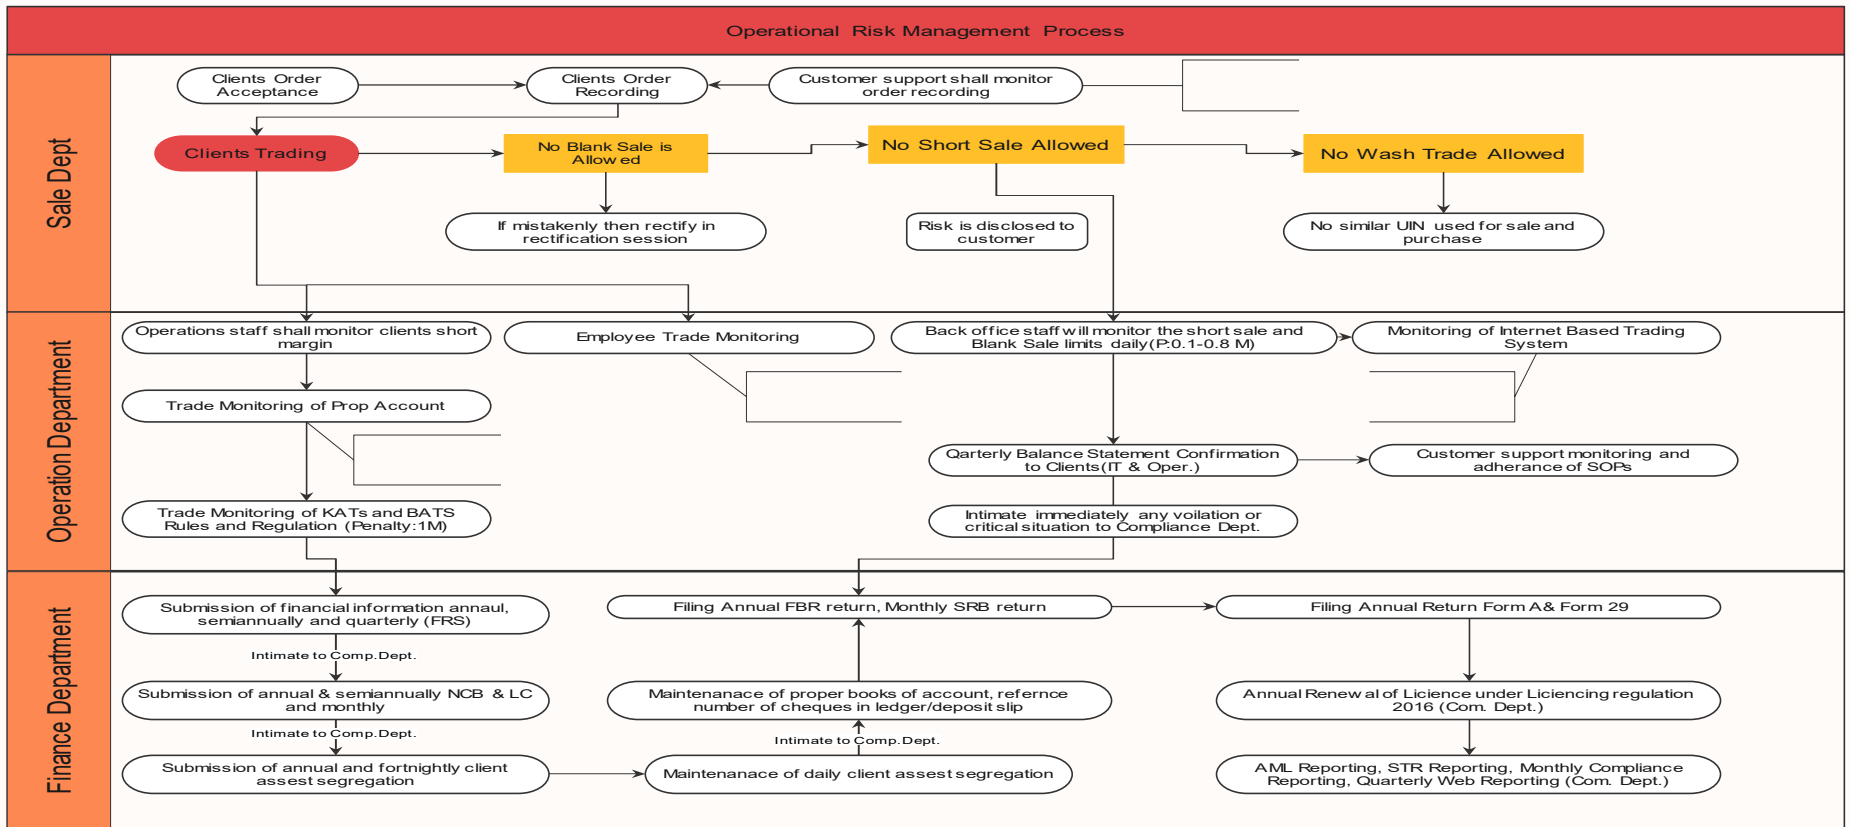 Operational Risk Management Process
Sale Dept
Clients Order
Acceptance
Clients Order
Recording
Customer support shall monitor
order recording
Clients Trading
No Blank Sale is
Allowed
No Short Sale Allowed
No Wash Trade Allowed
If mistakenly then rectify in
rectification session
Risk is disclosed to
customer
No similar UIN used for sale and
purchase
Operation Department
Operations staff shall monitor clients short
margin
Employee Trade Monitoring
Back office staff will monitor the short sale and
Blank Sale limits daily(P:0.1-0.8 M)
Monitoring of Internet Based Trading
System
Trade Monitoring of Prop Account
Qarterly Balance Statement Confirmation
to Clients(IT & Oper.)
Customer support monitoring and
adherance of SOPs
Trade Monitoring of KATs and BATS
Rules and Regulation (Penalty:1M)
Intimate immediately any voilation or
critical situation to Compliance Dept.
Finance Department
Submission of financial information annaul,
semiannually and quarterly (FRS)
Filing Annual FBR return, Monthly SRB return
Filing Annual Return Form A& Form 29
Intimate to Comp.Dept.
Submission of annual & semiannually NCB & LC
and monthly
Maintenanace of proper books of account, refernce
number of cheques in ledger/deposit slip
Annual Renewal of Licience under Liciencing regulation
2016 (Com. Dept.)
Intimate to Comp.Dept.
Intimate to Comp.Dept.
Submission of annual and fortnightly client
assest segregation
Maintenanace of daily client assest segregation
AML Reporting, STR Reporting, Monthly Compliance
Reporting, Quarterly Web Reporting (Com. Dept.)